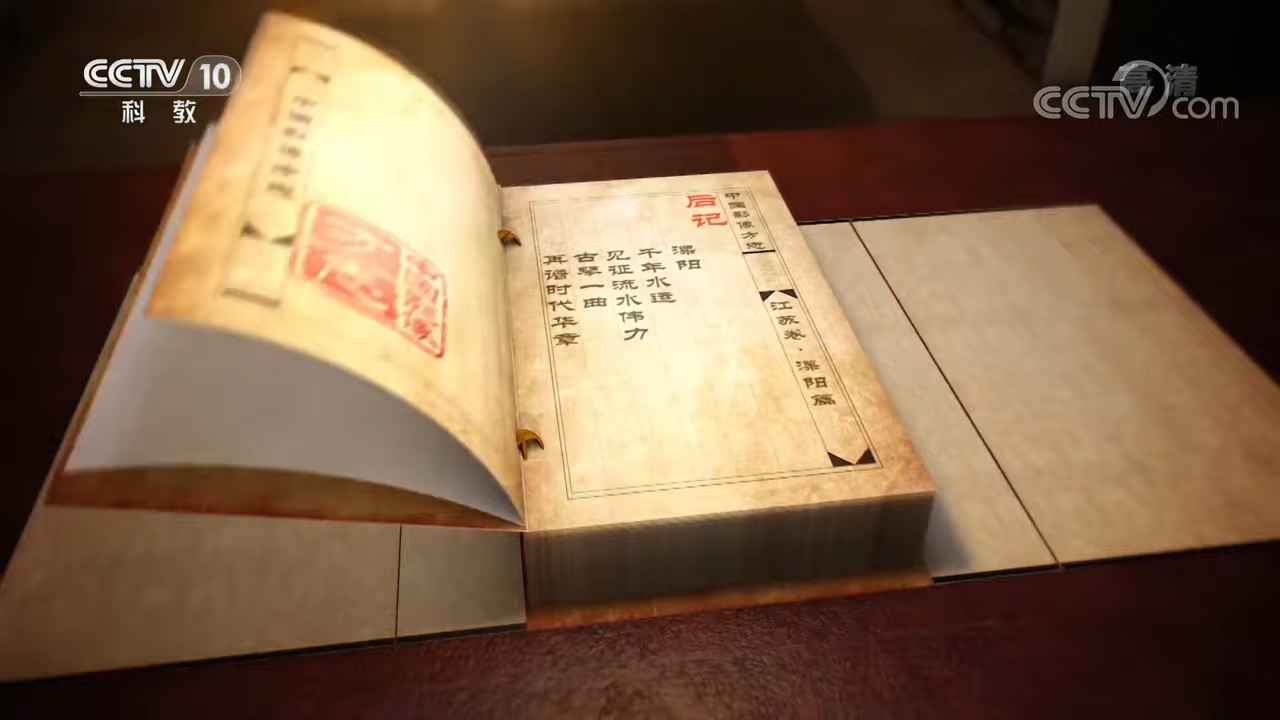 CCTV 10
科教
高清
CCTV.com
中国影像方志
江苏卷·溧阳篇
后记
溧阳
千年水运
见证流水伟力
古琴一曲
再谱时代华章